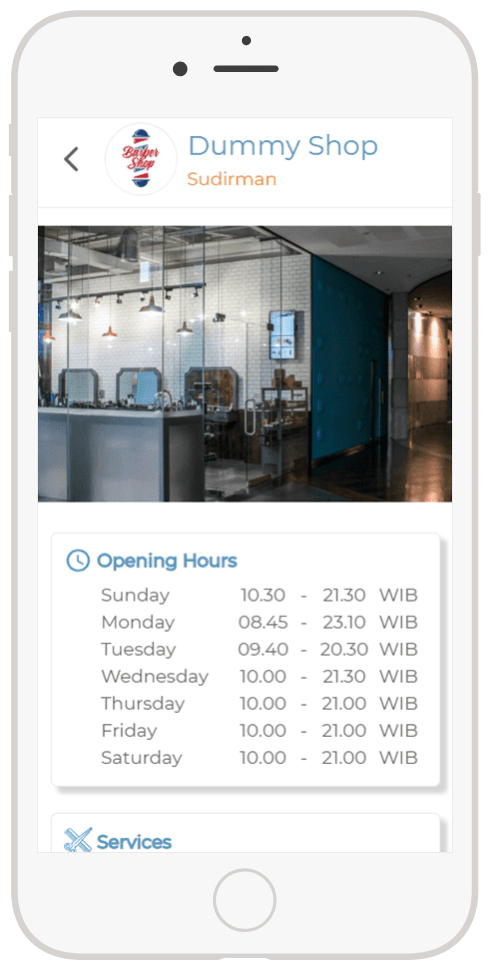 Barber
Shop
Dummy Shop
Sudirman
Opening Hours
Sunday 10.30 - 21.30 WIB
Monday 08.45 - 23.10 WIB
Tuesday 09.40 - 20.30 WIB
Wednesday 10.00 - 21.30 WIB
Thursday 10.00 - 21.00 WIB
Friday 10.00 - 21.00 WIB
Saturday 10.00 - 21.00 WIB
Services